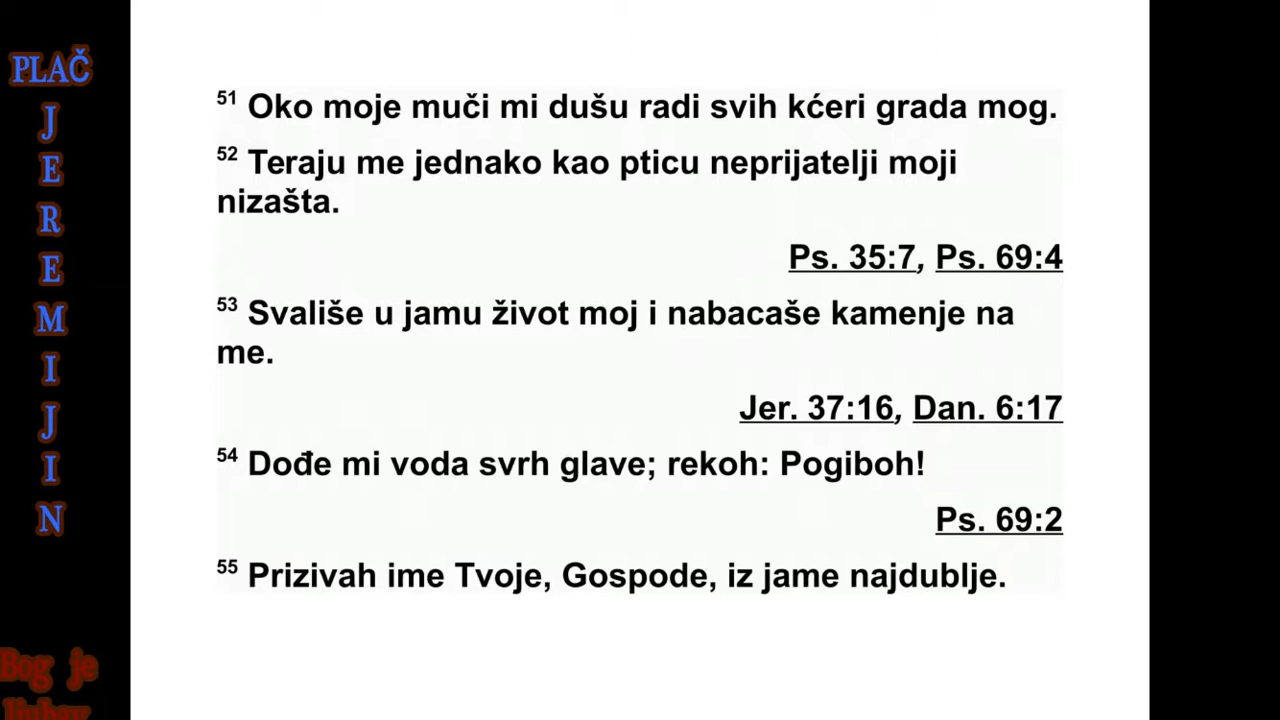 PLAČ
J
E
R
E
M
I
J
I
N
Bog je
ljubav
51 Oko moje muči mi dušu radi svih kćeri grada mog.
52 Teraju me jednako kao pticu neprijatelji moji
nizašta.
Ps. 35:7, Ps. 69:4
53 Svališe u jamu život moj i nabacaše kamenje na
me.
Jer. 37:16, Dan. 6:17
54 Dođe mi voda svrh glave; rekoh: Pogiboh!
Ps. 69:2
55 Prizivah ime Tvoje, Gospode, iz jame najdublje.